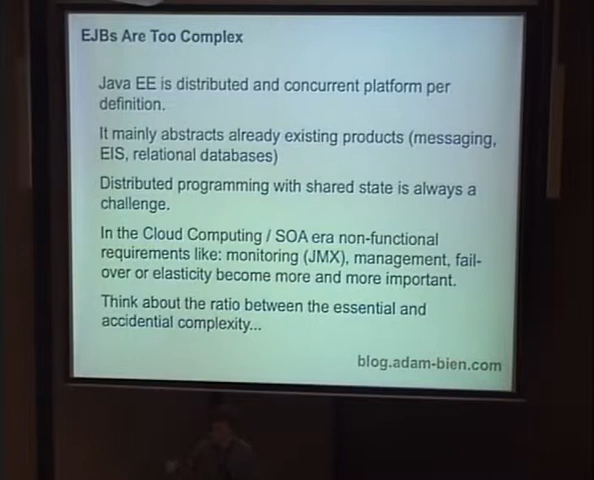 EJBs Are Too Complex
Java EE is distributed and concurrent platform per
definition.
It mainly abstracts already existing products (messaging,
EIS, relational databases)
Distributed programming with shared state is always a
challenge.
In the Cloud Computing / SOA era non-functional
requirements like: monitoring (JMX), management, fail-
over or elasticity become more and more important.
Think about the ratio between the essential and
accidential complexity...
blog.adam-bien.com